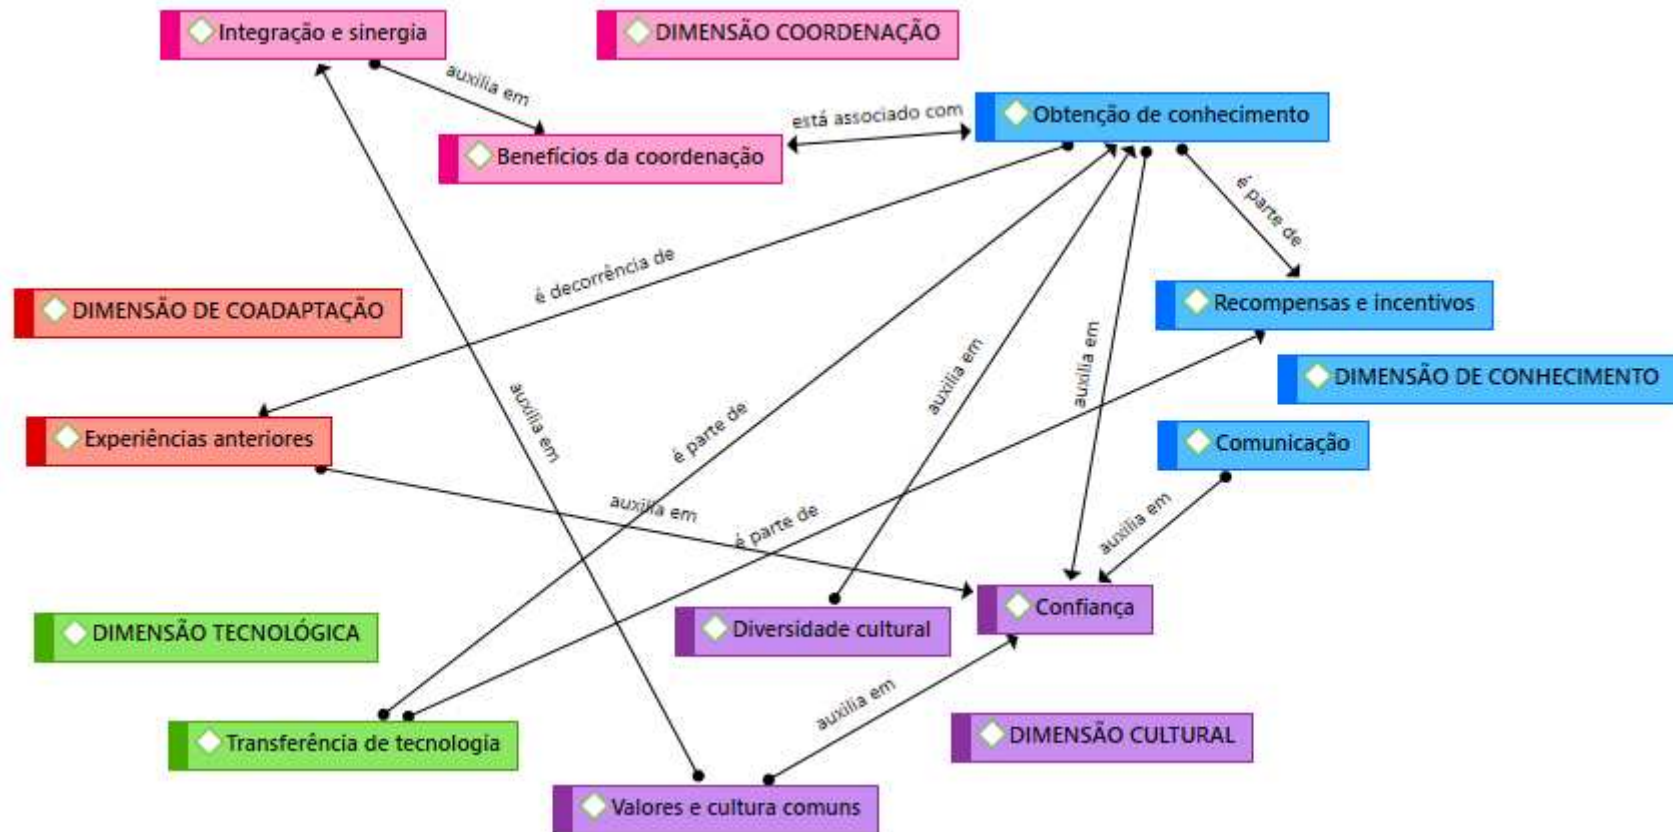 Integração e sinergia
DIMENSÃO COORDENAÇÃO
auxilia em
Obtenção de conhecimento
está associado com
Benefícios da coordenação
é parte de
é decorrência de
DIMENSÃO DE COADAPTAÇÃO
Recompensas e incentivos
auxilia em
auxilia em
DIMENSÃO DE CONHECIMENTO
auxilia em
é parte de
Experiências anteriores
Comunicação
auxilia em
é parte de
auxilia em
Confiança
DIMENSÃO TECNOLÓGICA
Diversidade cultural
auxilia em
Transferência de tecnologia
DIMENSÃO CULTURAL
Valores e cultura comuns